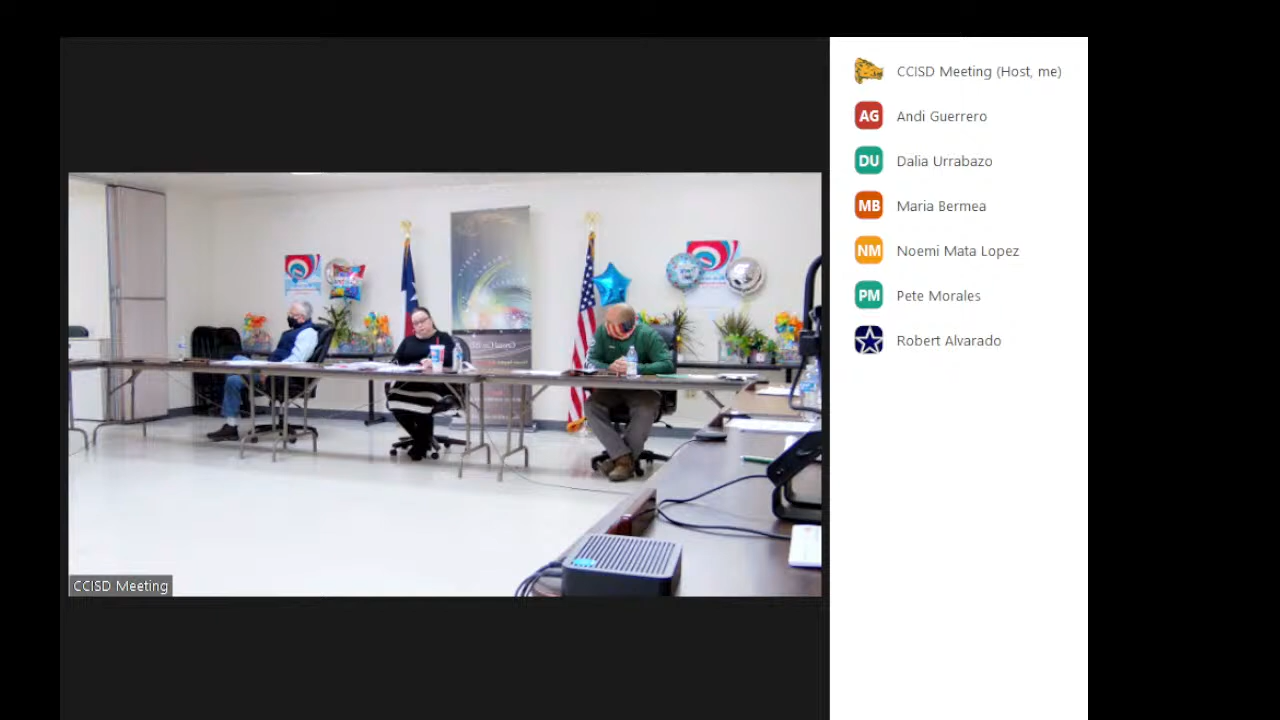 CCISD Meeting (Host, me)
AG Andi Guerrero
DU Dalia Urrabazo
MB Maria Bermea
NM Noemi Mata Lopez
PM Pete Morales
Robert Alvarado
CCISD Meeting